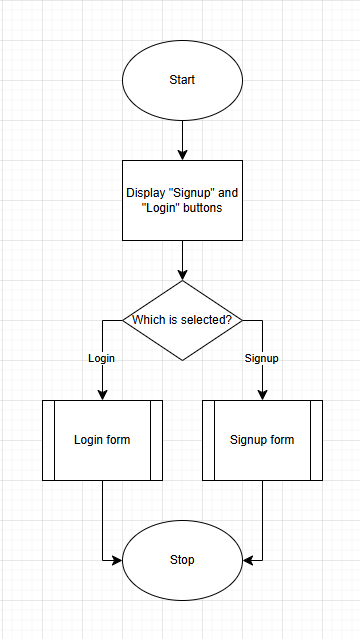 Start
Display "Signup" and
"Login" buttons
Which is selected?
Login
Signup
Login form
Signup form
Stop